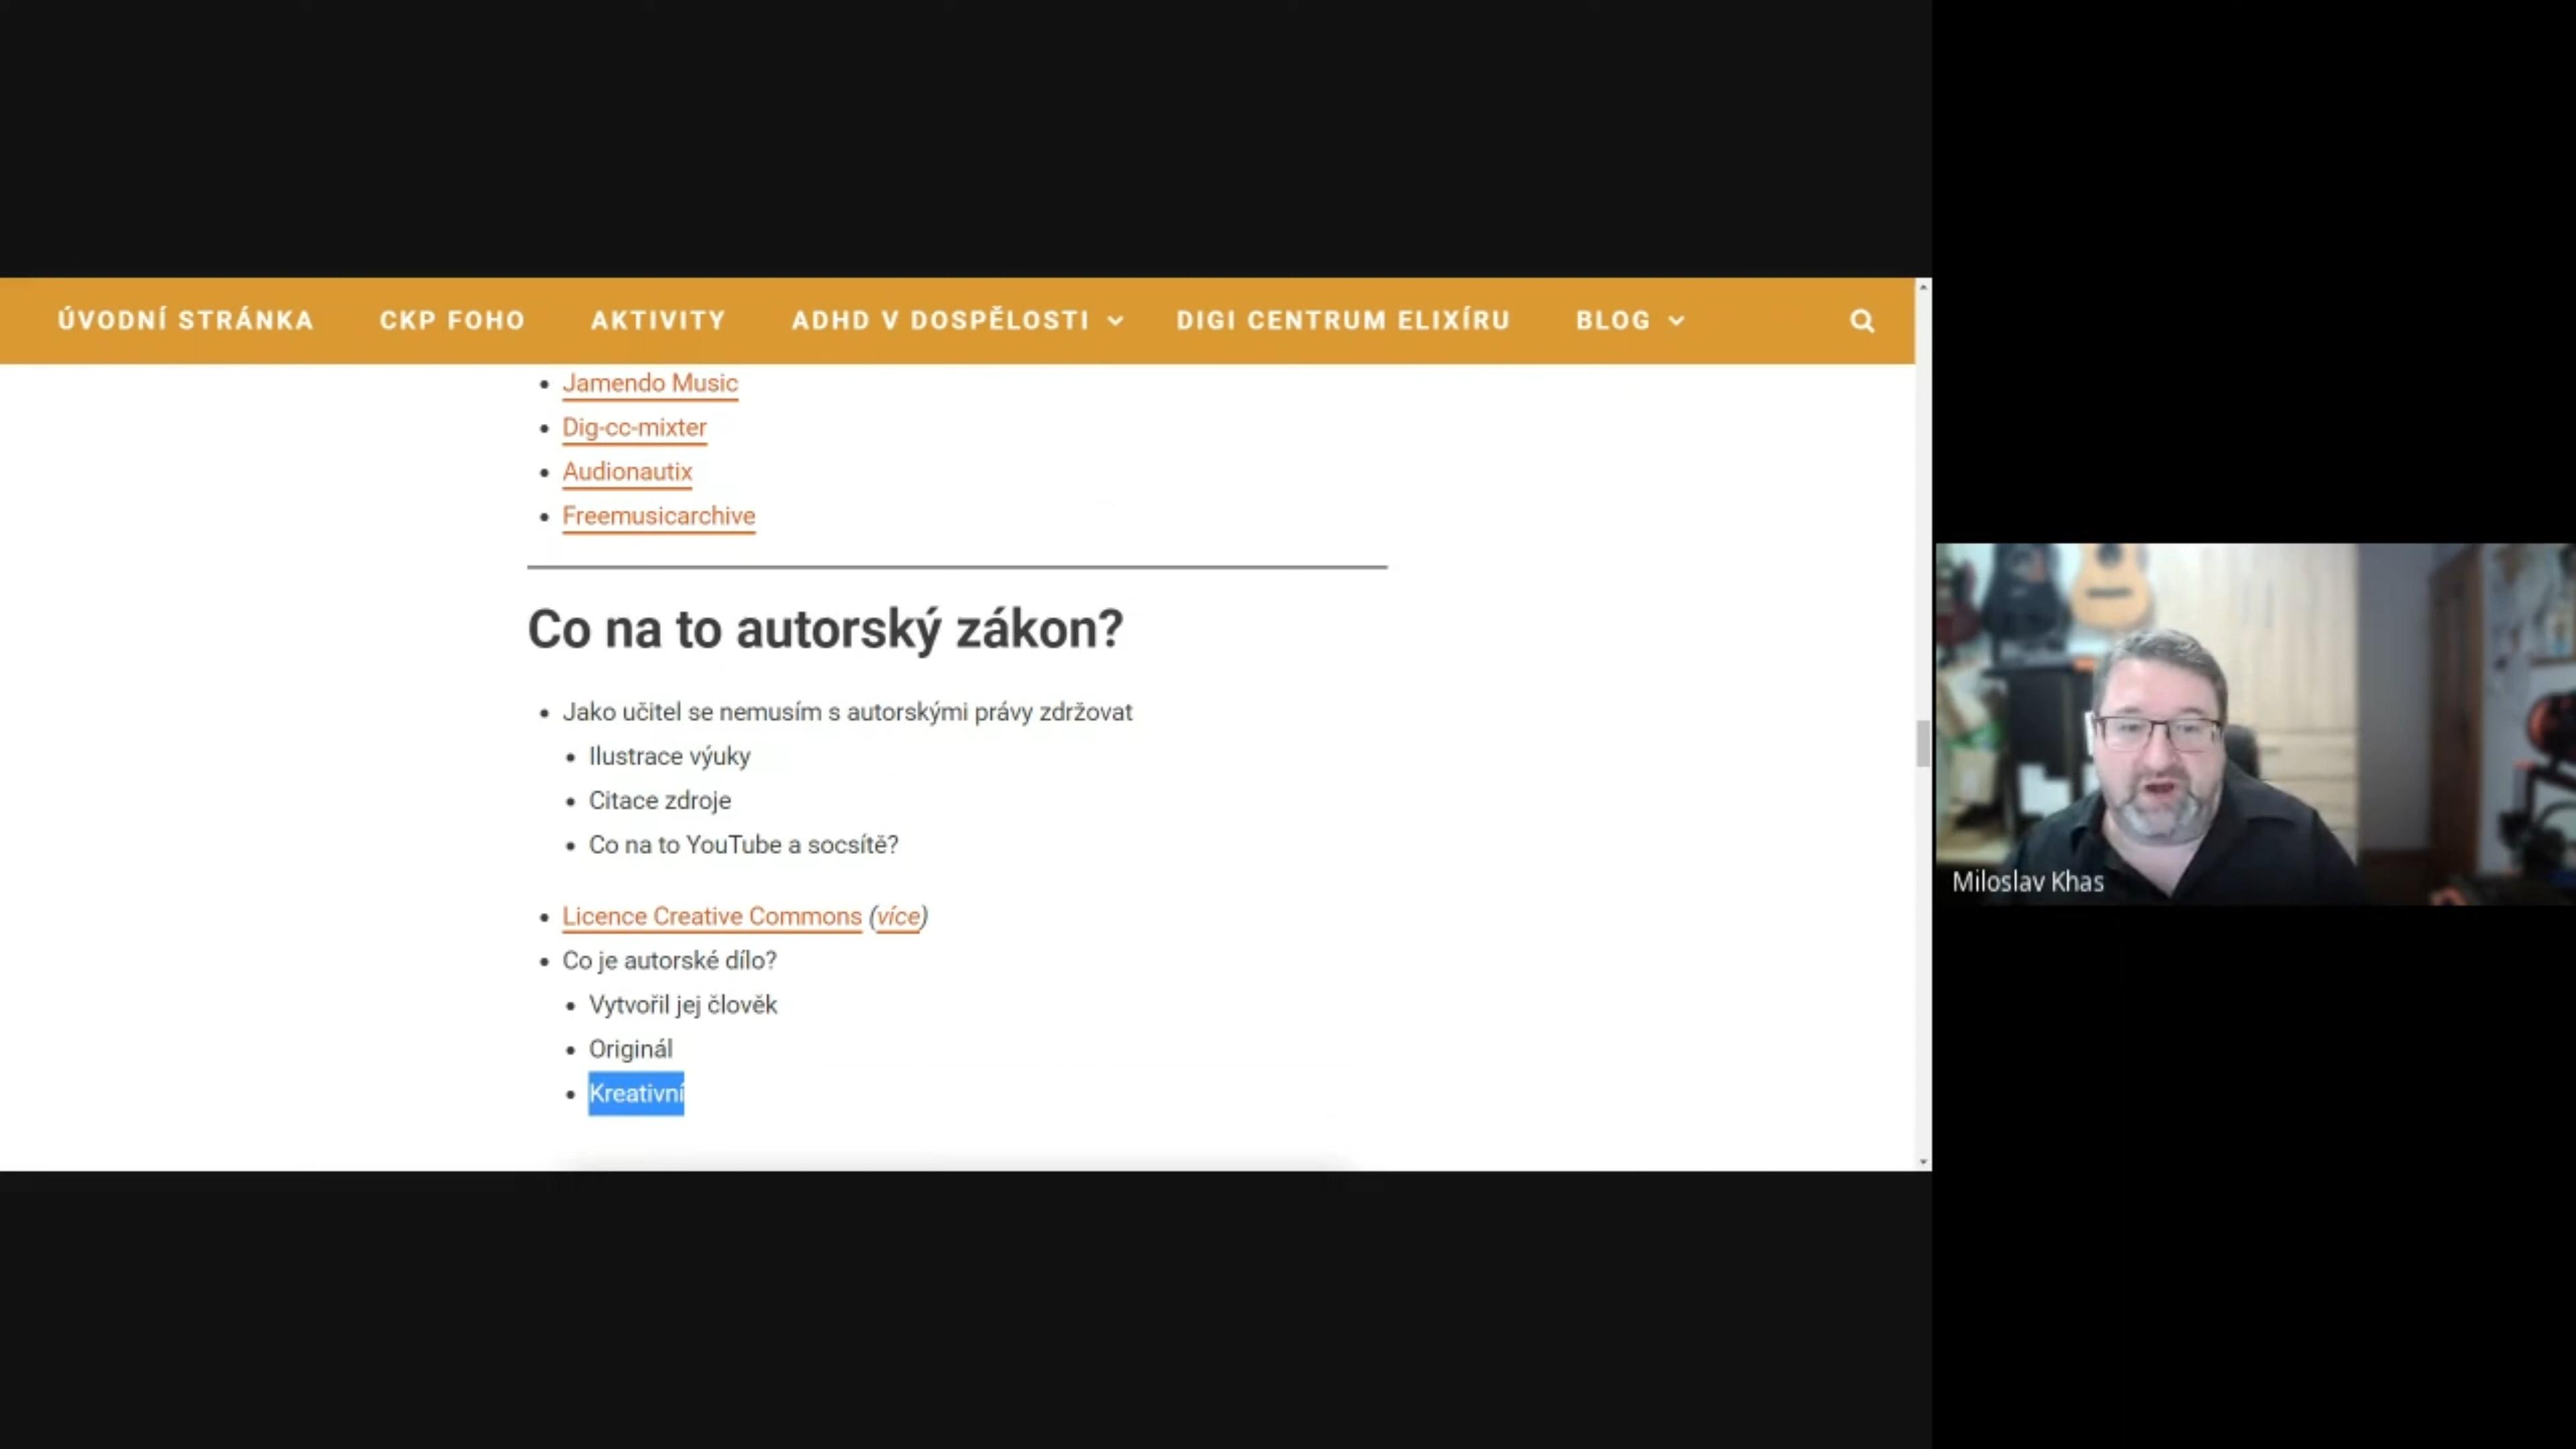 ÚVODNÍ STRÁNKA CKP FOHO AKTIVITY ADHD V DOSPĚLOSTI DIGI CENTRUM ELIXÍRU BLOG
Jamendo Music
Dig-cc-mixter
Audionautix
Freemusicarchive
Co na to autorský zákon?
Jako učitel se nemusím s autorskými právy zdržovat
Ilustrace výuky
Citace zdroje
Co na to YouTube a socsítě?
Licence Creative Commons (více)
Co je autorské dílo?
Vytvořil jej člověk
Originál
Kreativní
Miloslav Khas